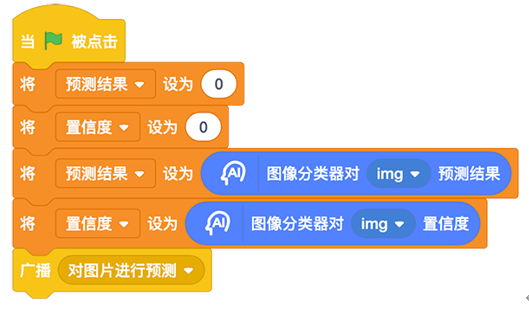 当 被点击
将 预测结果 设为 0
将 置信度 设为 0
将 预测结果 设为 AI 图像分类器对 img 预测结果
将 置信度 设为 AI 图像分类器对 img 置信度
广播 对图片进行预测